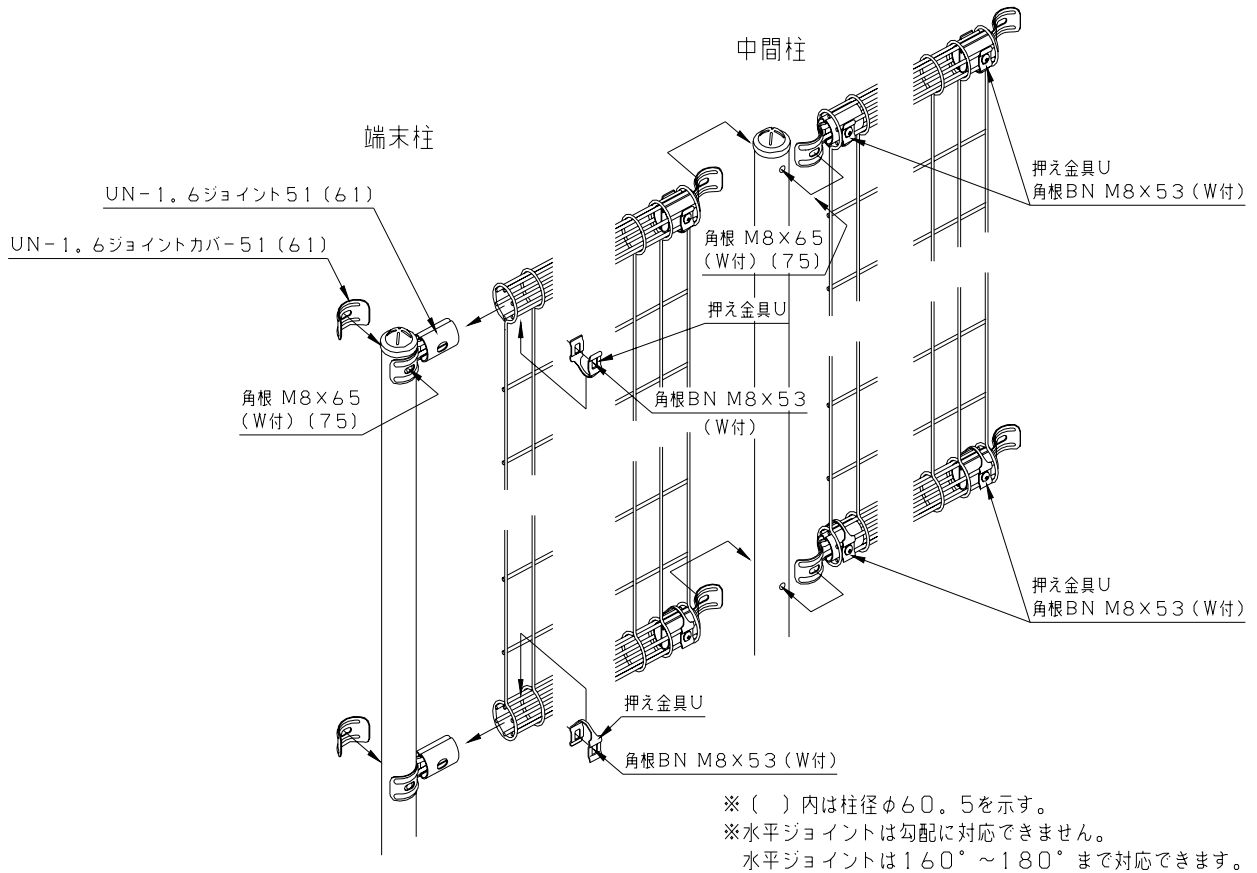 中間柱
端末柱
UN-1.6ジョイント51〔61〕
UN-1.6ジョイントカバー51〔61〕
押え金具U
角根BN M8×53(W付)
角根 M8×65
(W付)〔75〕
押え金具U
角根BN M8×53
(W付)
角根 M8×65
(W付)〔75〕
押え金具U
角根BN M8×53(W付)
押え金具U
角根BN M8×53(W付)
※〔 〕内は柱径φ60.5を示す。
※水平ジョイントは勾配に対応できません。
水平ジョイントは160°~180°まで対応できます。